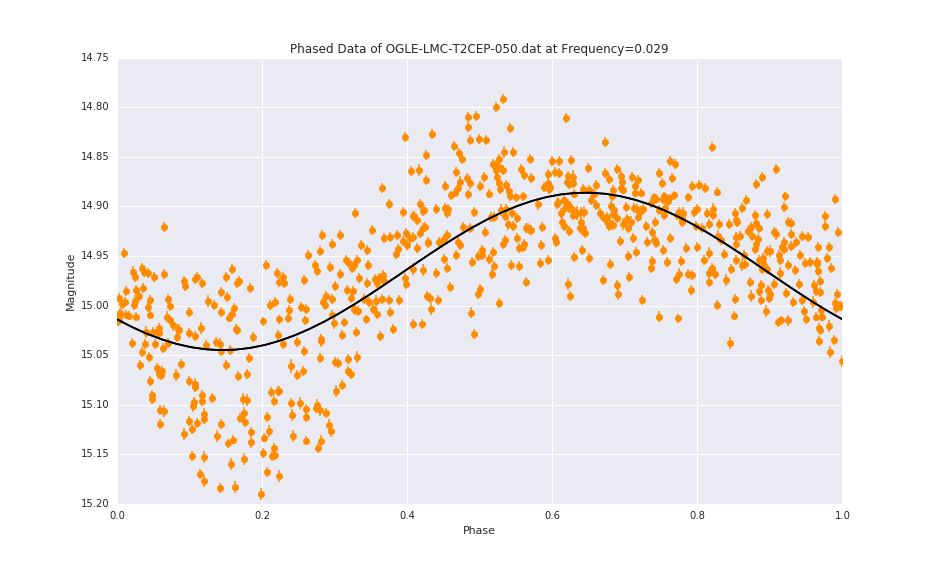 Phased Data of OGLE-LMC-T2CEP-050.dat at Frequency=0.029
14.75
14.80
14.85
14.90
14.95
15.00
15.05
15.10
15.15
15.20
Magnitude
0.0 0.2 0.4 0.6 0.8 1.0
Phase